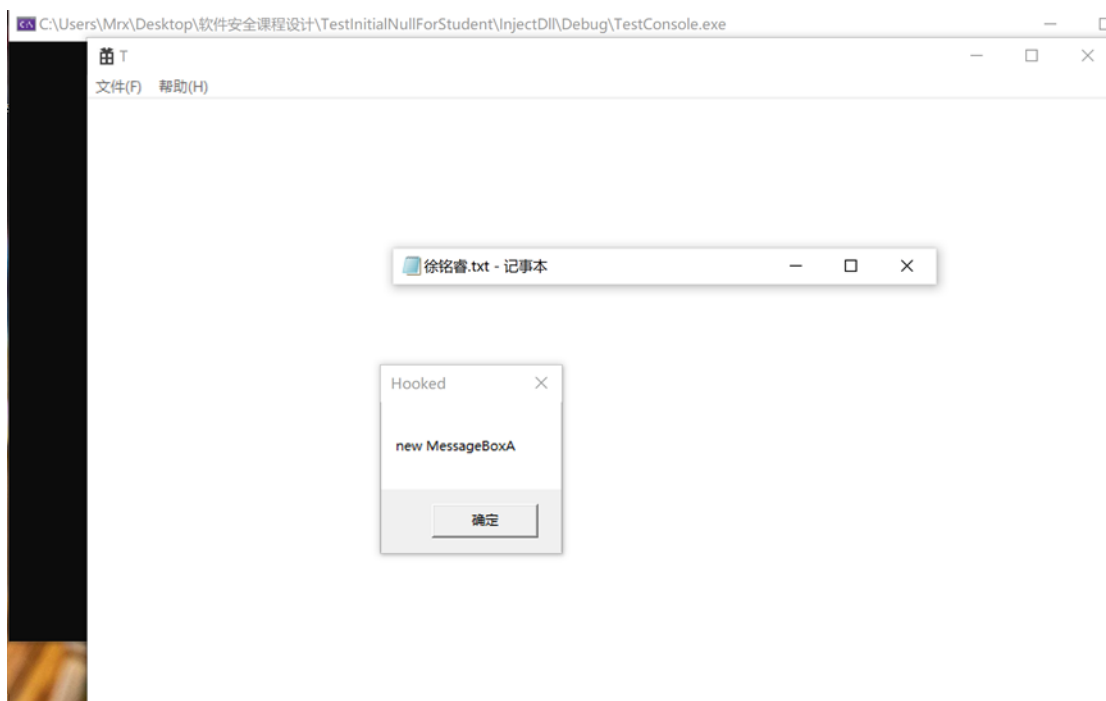 C:\Users\Mrx\Desktop\软件安全课程设计\TestInitialNullForStudent\InjectDll\Debug\TestConsole.exe
T
文件(F) 帮助(H)
徐铭睿.txt - 记事本
Hooked
new MessageBoxA
确定